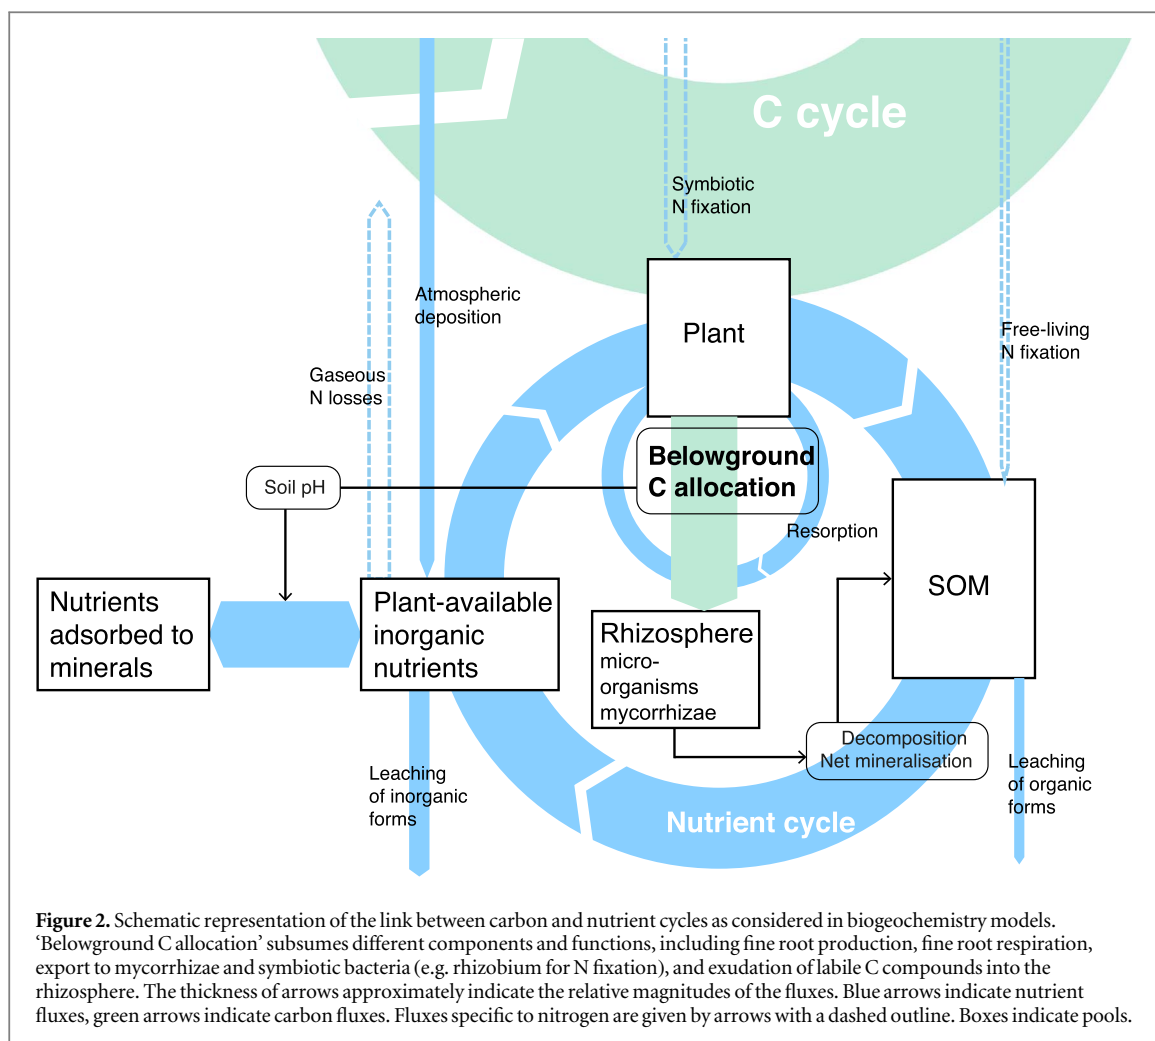 C cycle
Symbiotic
N fixation
Atmospheric
deposition
Free-living
N fixation
Plant
Gaseous
N losses
Belowground
C allocation
Soil pH
Resorption
SOM
Nutrients
adsorbed to
minerals
Plant-available
inorganic
nutrients
Rhizosphere
micro-
organisms
mycorrhizae
Decomposition
Net mineralisation
Leaching
of inorganic
forms
Leaching
of organic
forms
Nutrient cycle
Figure 2. Schematic representation of the link between carbon and nutrient cycles as considered in biogeochemistry models.
‘Belowground C allocation’ subsumes different components and functions, including fine root production, fine root respiration,
export to mycorrhizae and symbiotic bacteria (e.g. rhizobium for N fixation), and exudation of labile C compounds into the
rhizosphere. The thickness of arrows approximately indicate the relative magnitudes of the fluxes. Blue arrows indicate nutrient
fluxes, green arrows indicate carbon fluxes. Fluxes specific to nitrogen are given by arrows with a dashed outline. Boxes indicate pools.